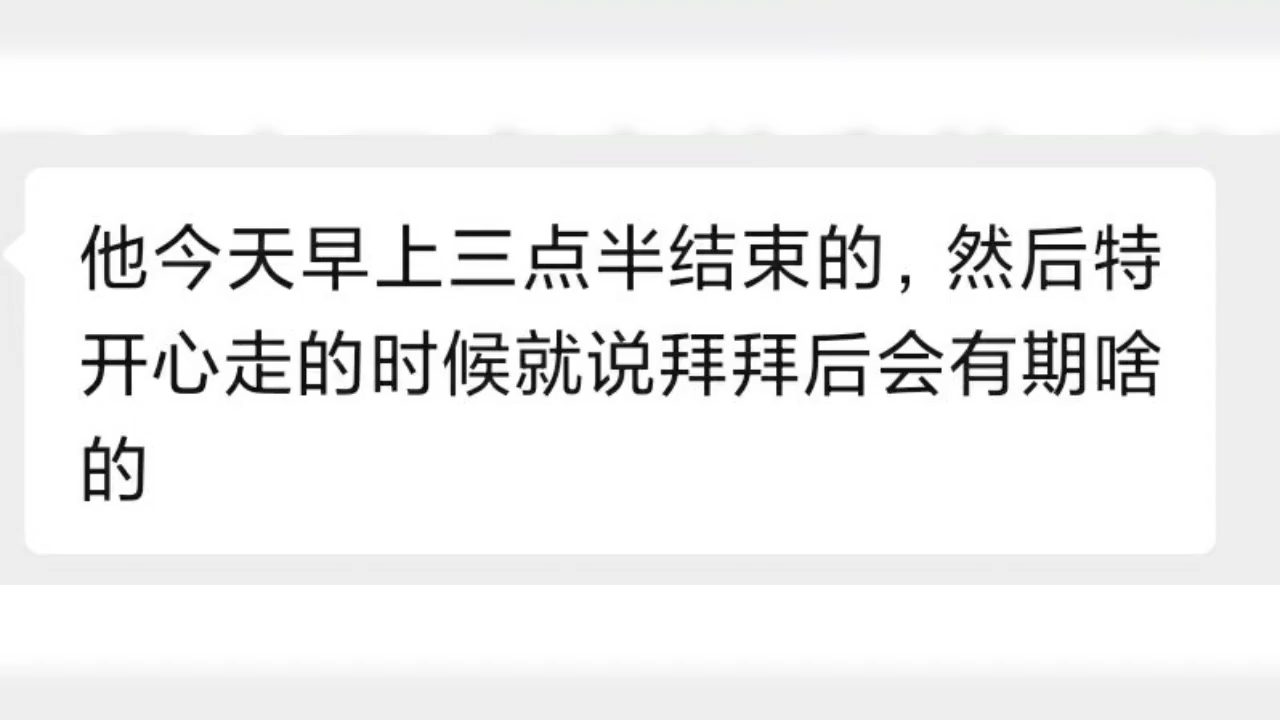 他今天早上三点半结束的，然后特
开心走的时候就说拜拜后会有期啥
的